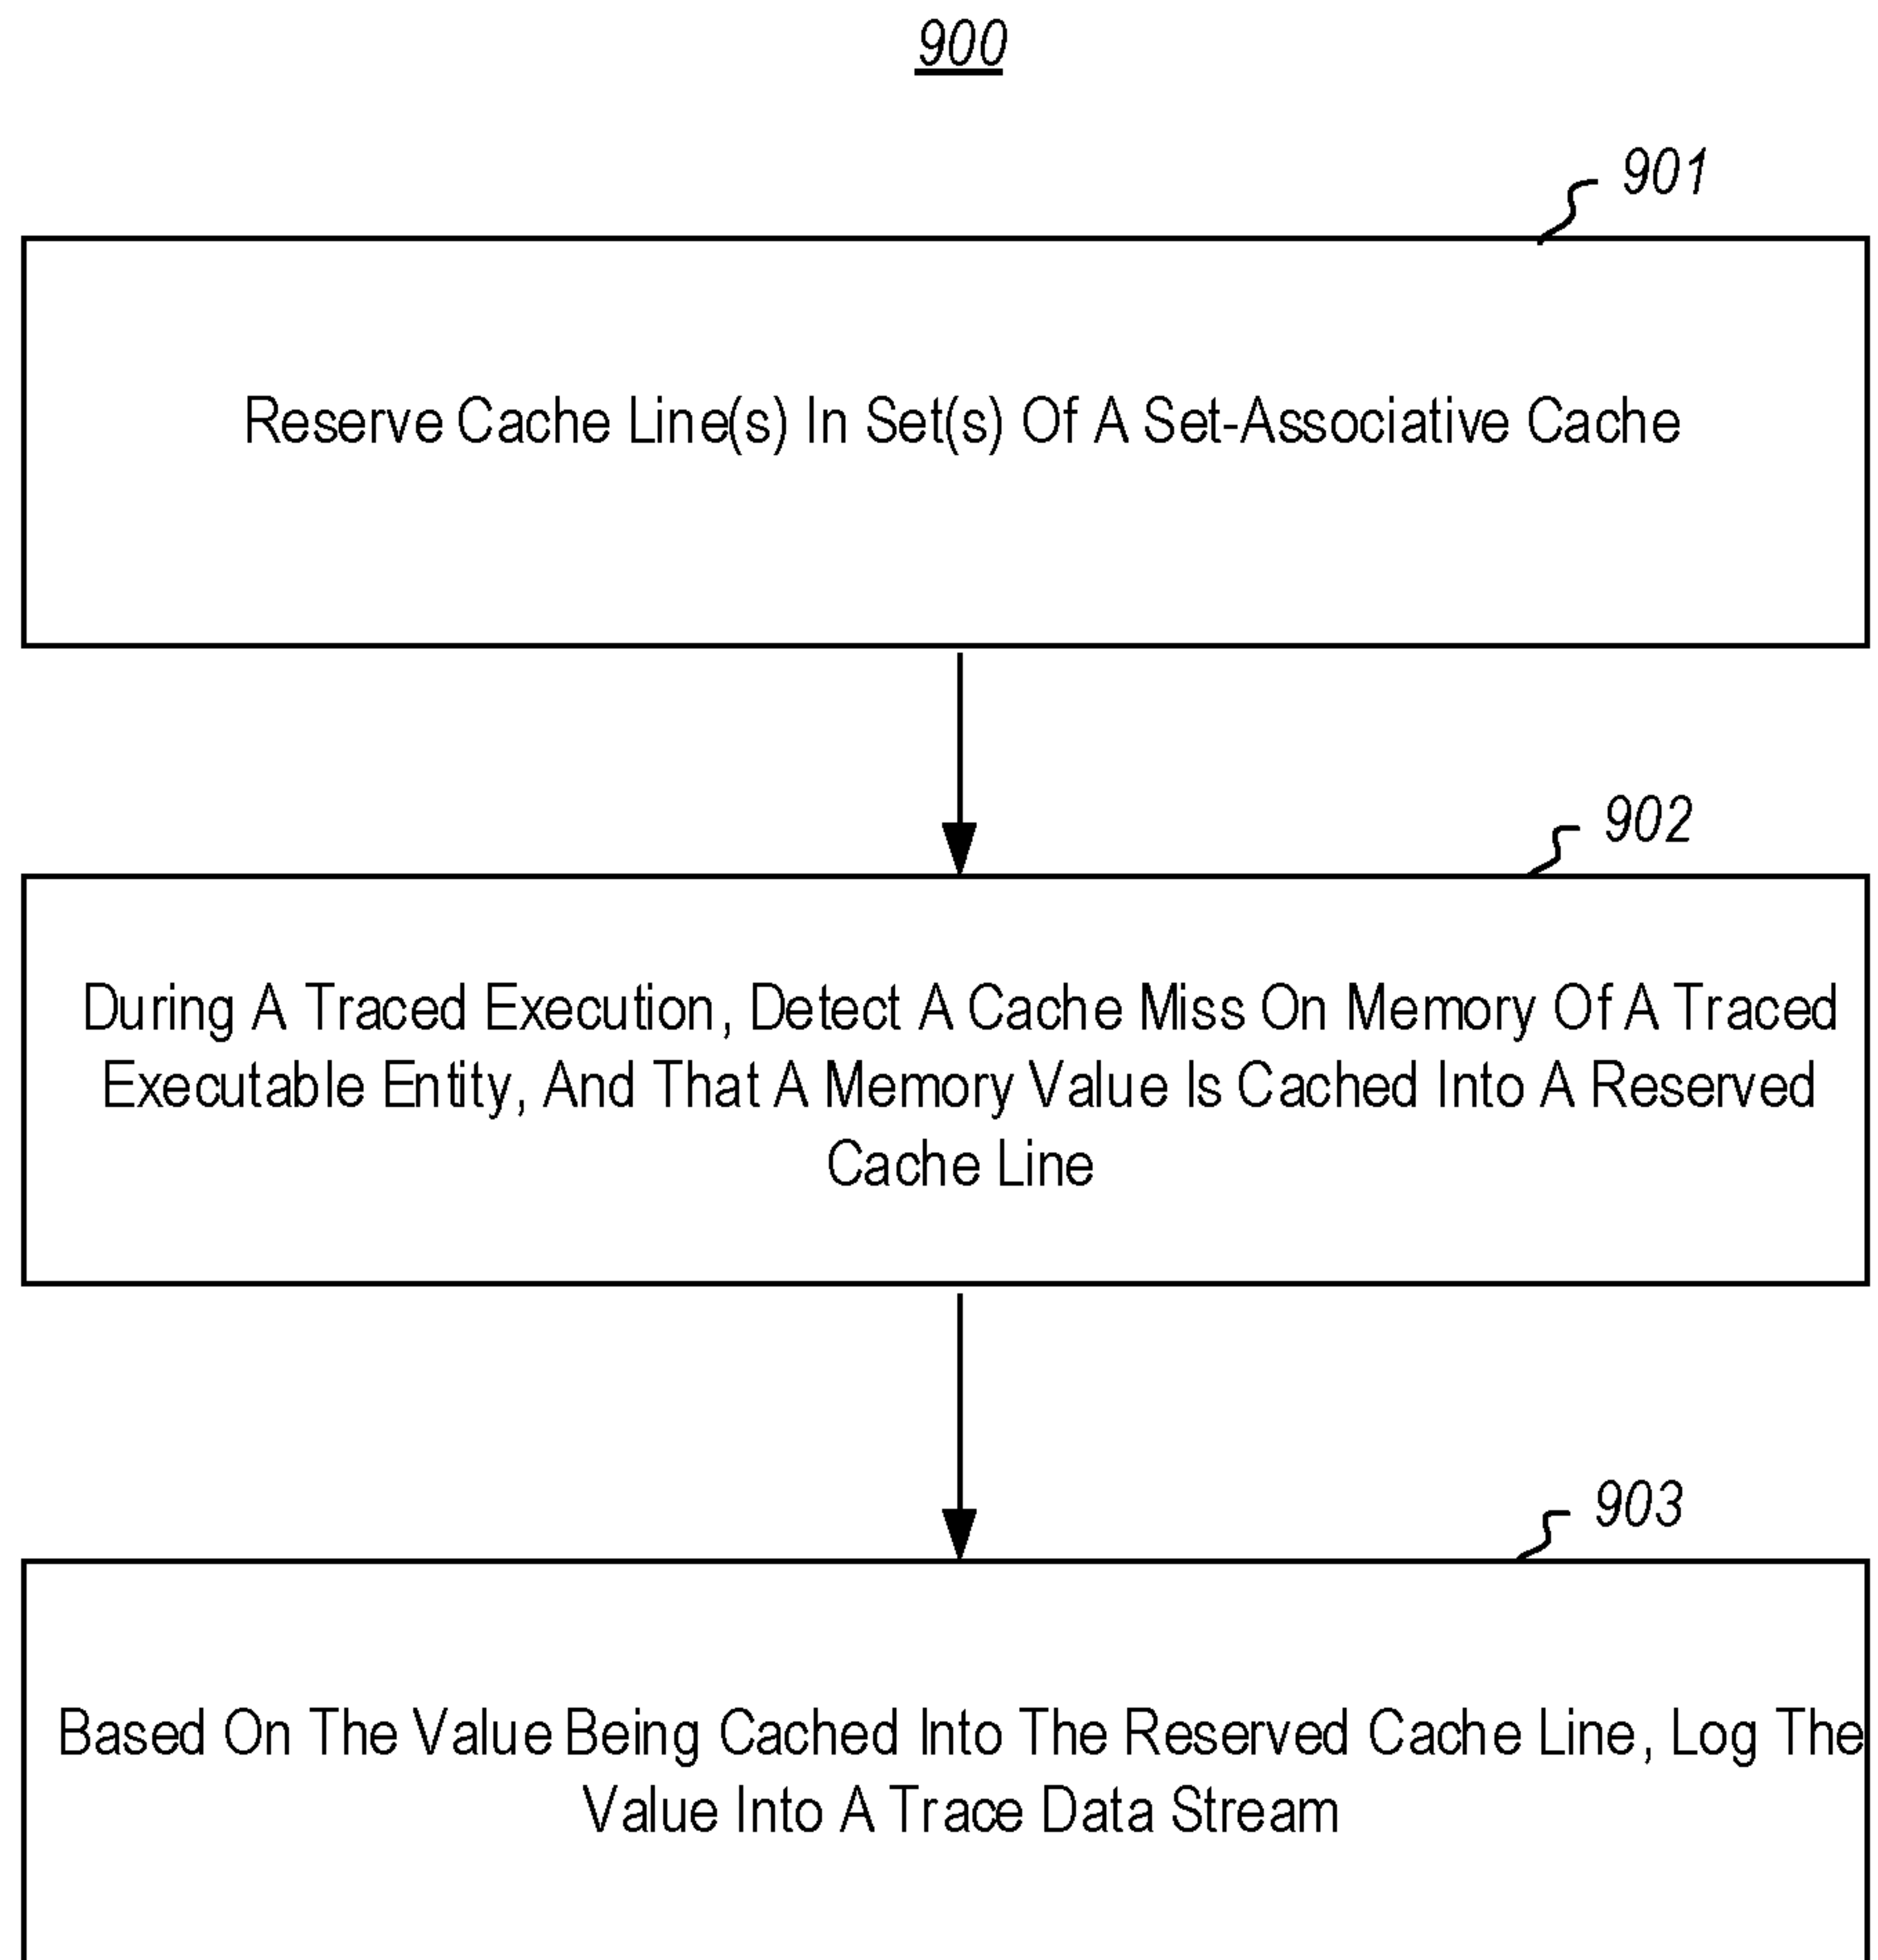 900
901
Reserve Cache Line(s) In Set(s) Of A Set-Associative Cache
902
During A Traced Execution, Detect A Cache Miss On Memory Of A Traced
Executable Entity, And That A Memory Value Is Cached Into A Reserved
Cache Line
903
Based On The Value Being Cached Into The Reserved Cache Line, Log The
Value Into A Trace Data Stream